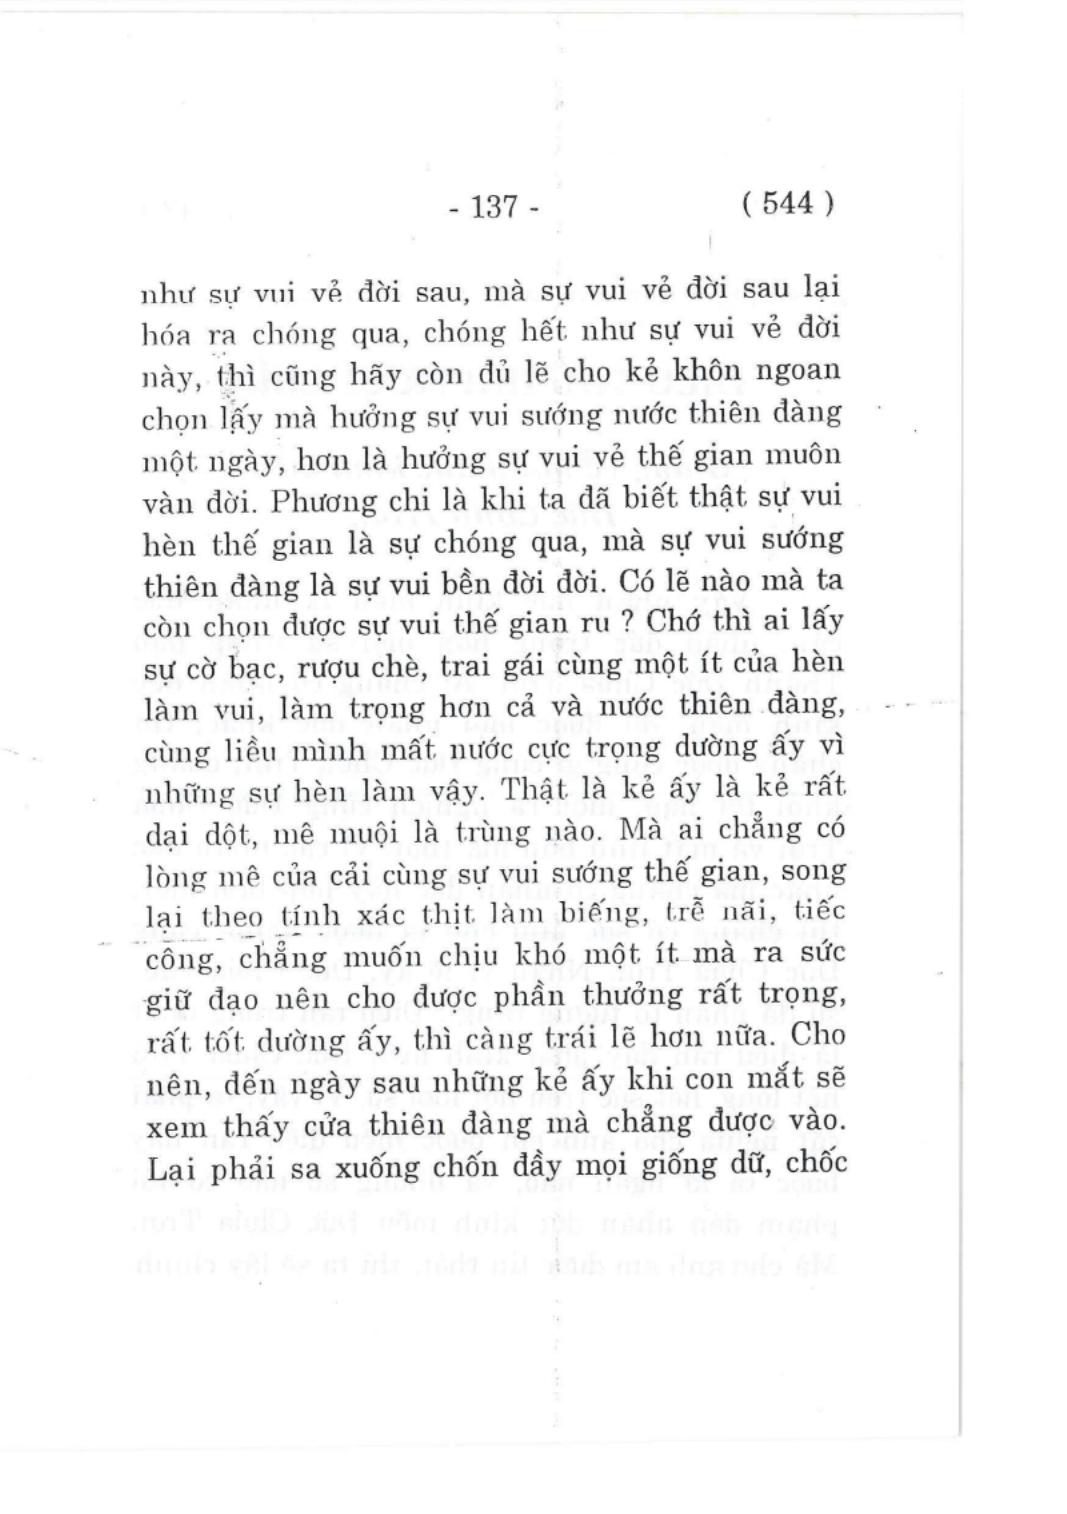 - 137 - ( 544 )
như sự vui vẻ đời sau, mà sự vui vẻ đời sau lại
hóa ra chóng qua, chóng hết như sự vui vẻ đời
này, thì cũng hãy còn đủ lẽ cho kẻ khôn ngoan
chọn lấy mà hưởng sự vui sướng nước thiên đàng
một ngày, hơn là hưởng sự vui vẻ thế gian muôn
vàn đời. Phương chi là khi ta đã biết thật sự vui
hèn thế gian là sự chóng qua, mà sự vui sướng
thiên đàng là sự vui bền đời đời. Có lẽ nào mà ta
còn chọn được sự vui thế gian ru ? Chớ thì ai lấy
sự cờ bạc, rượu chè, trai gái cùng một ít của hèn
làm vui, làm trọng hơn cả và nước thiên đàng,
cùng liều mình mất nước cực trọng dường ấy vì
những sự hèn làm vậy. Thật là kẻ ấy là kẻ rất
dại dột, mê muội là trùng nào. Mà ai chẳng có
lòng mê của cải cùng sự vui sướng thế gian, song
lại theo tính xác thịt làm biếng, trễ nãi, tiếc
công, chẳng muốn chịu khó một ít mà ra sức
giữ đạo nên cho được phần thưởng rất trọng,
rất tốt dường ấy, thì càng trái lẽ hơn nữa. Cho
nên, đến ngày sau những kẻ ấy khi con mắt sẽ
xem thấy cửa thiên đàng mà chẳng được vào.
Lại phải sa xuống chốn đầy mọi giống dữ, chốc